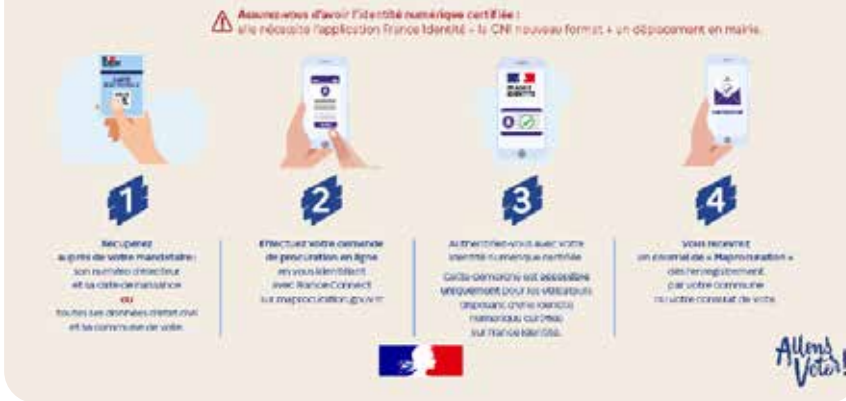 Assurez-vous d'avoir l'identité numérique certifiée :
elle nécessite l'application France Identité + la CNI nouveau format + un déplacement en mairie.
FRANCE
IDENTITÉ
1
2
3
4
Récupérez
auprès de votre mandataire :
son numéro d'électeur
et sa date de naissance
ou
toutes ses données d'état civil
et sa commune de vote.
Effectuez votre demande
de procuration en ligne
en vous identifiant
avec FranceConnect
sur maprocuration.gouv.fr
Authentifiez-vous avec votre
identité numérique certifiée
Cette démarche est accessible
uniquement pour les utilisateurs
disposant d'une identité
numérique certifiée
sur France Identité.
Vous recevrez
un courriel de « Maprocuration »
dès l'enregistrement
par votre commune
ou votre consulat de vote.
Allons
Voter !